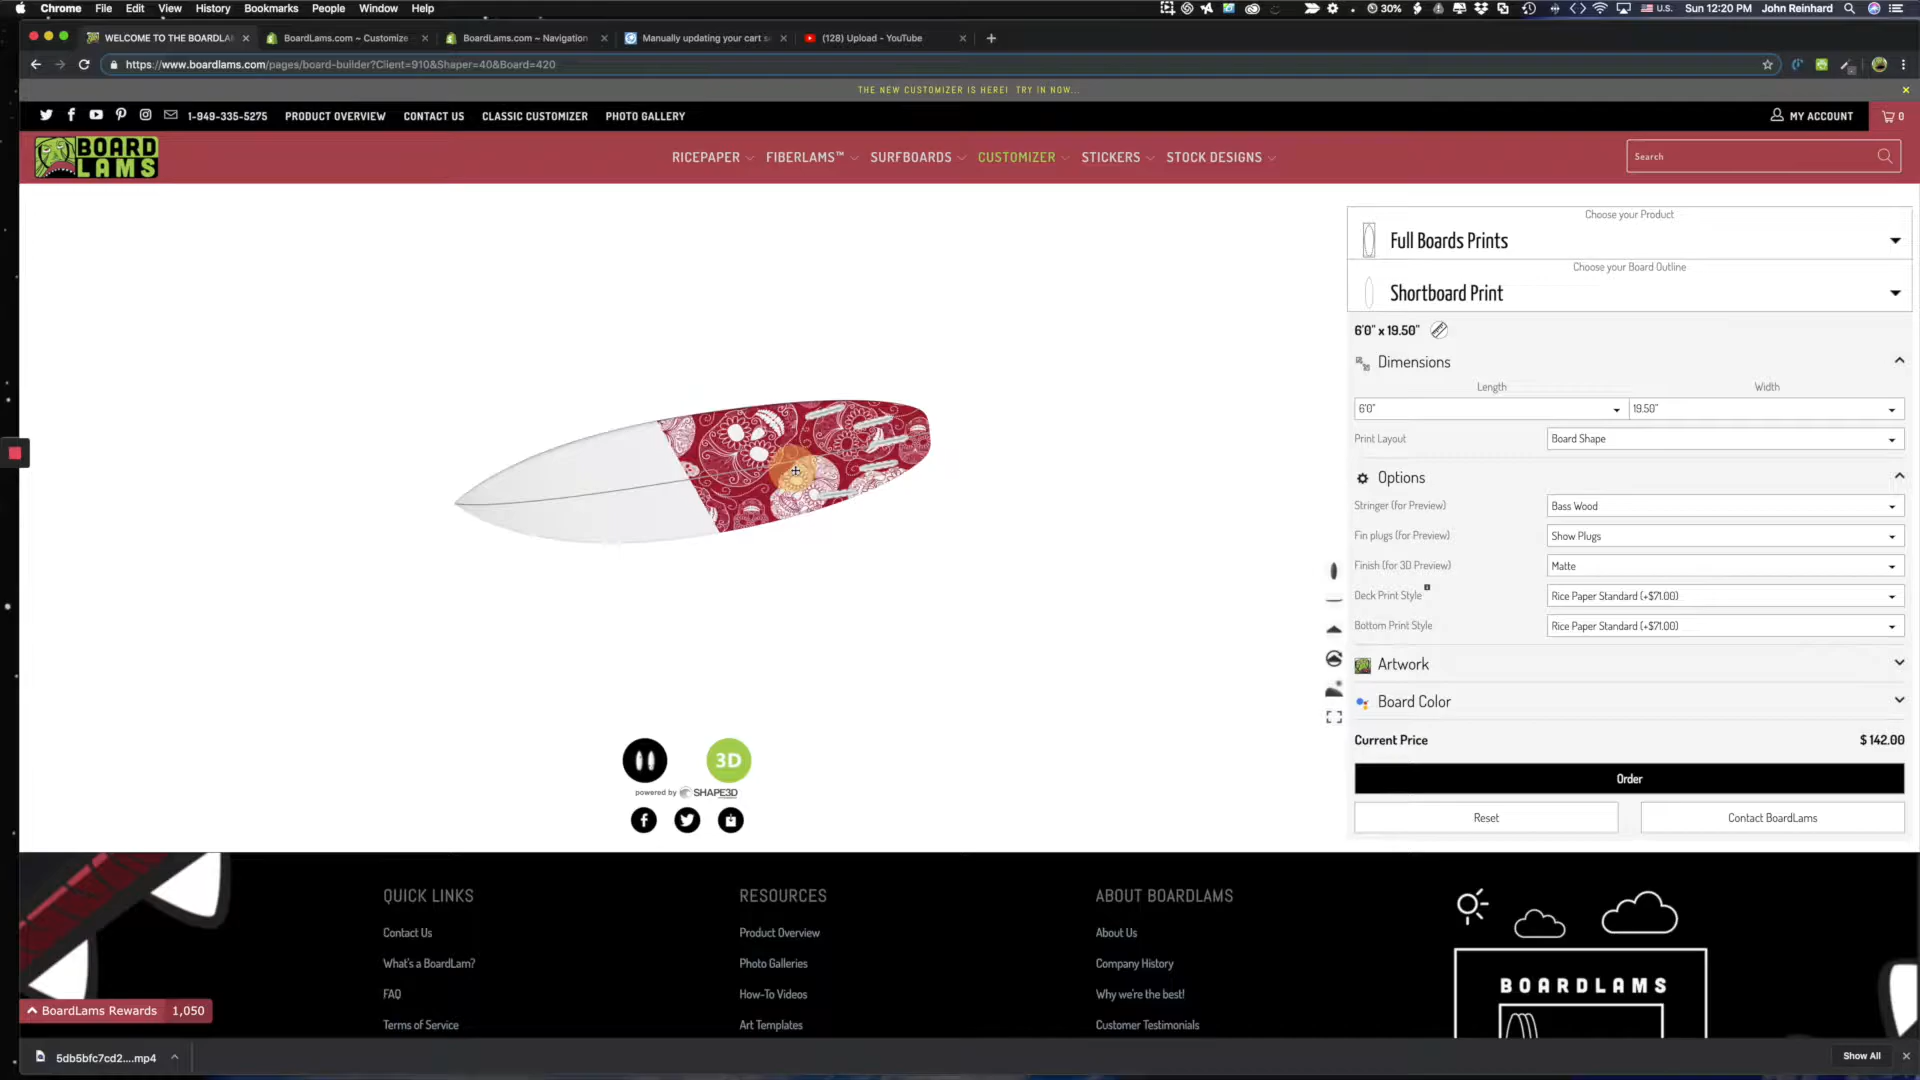 Chrome File Edit View History Bookmarks People Window Help 30% U.S. Sun 12:20 PM John Reinhard
WELCOME TO THE BOARDLA BoardLams.com ~ Customize BoardLams.com ~ Navigation Manually updating your cart s (128) Upload - YouTube
https://www.boardlams.com/pages/board-builder?Client=910&Shaper=40&Board=420
THE NEW CUSTOMIZER IS HERE! TRY IN NOW...
1-949-335-5275 PRODUCT OVERVIEW CONTACT US CLASSIC CUSTOMIZER PHOTO GALLERY MY ACCOUNT 0
BOARD
LAMS
RICEPAPER FIBERLAMS™ SURFBOARDS CUSTOMIZER STICKERS STOCK DESIGNS Search
Choose your Product
Full Boards Prints
Choose your Board Outline
Shortboard Print
6'0" x 19.50"
Dimensions
Length Width
6'0" 19.50"
Print Layout Board Shape
Options
Stringer (for Preview) Bass Wood
Fin plugs (for Preview) Show Plugs
Finish (for 3D Preview) Matte
Deck Print Style Rice Paper Standard (+$71.00)
Bottom Print Style Rice Paper Standard (+$71.00)
Artwork
Board Color
Current Price $ 142.00
Order
Reset Contact BoardLams
3D
powered by SHAPE3D
QUICK LINKS
Contact Us
What's a BoardLam?
FAQ
Terms of Service
RESOURCES
Product Overview
Photo Galleries
How-To Videos
Art Templates
ABOUT BOARDLAMS
About Us
Company History
Why we're the best!
Customer Testimonials
BOARDLAMS
BoardLams Rewards 1,050
5db5bfc7cd2....mp4 Show All